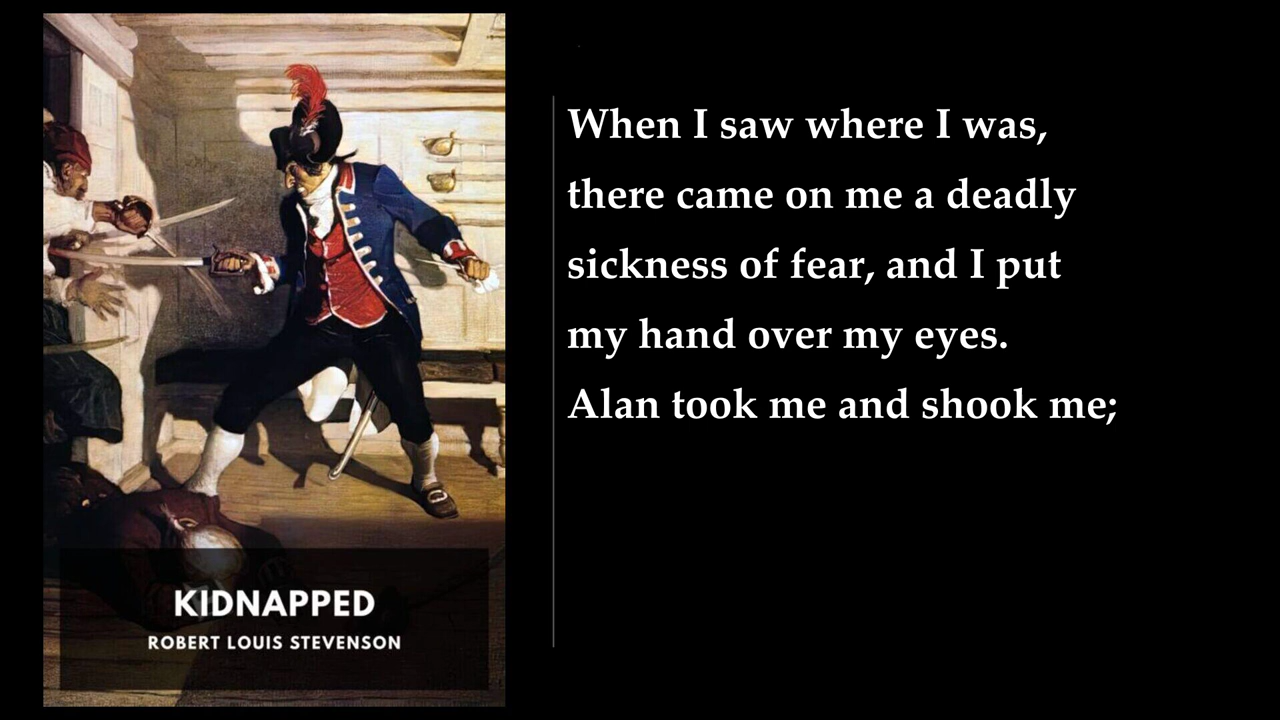 KIDNAPPED
ROBERT LOUIS STEVENSON
When I saw where I was,
there came on me a deadly
sickness of fear, and I put
my hand over my eyes.
Alan took me and shook me;